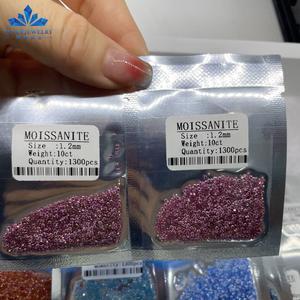 MOISSANITE
Size :1.2mm
Weight:10ct
Quantity:1300pcs
MOISSANITE
Size :1.2mm
Weight:10ct
Quantity:1300pcs